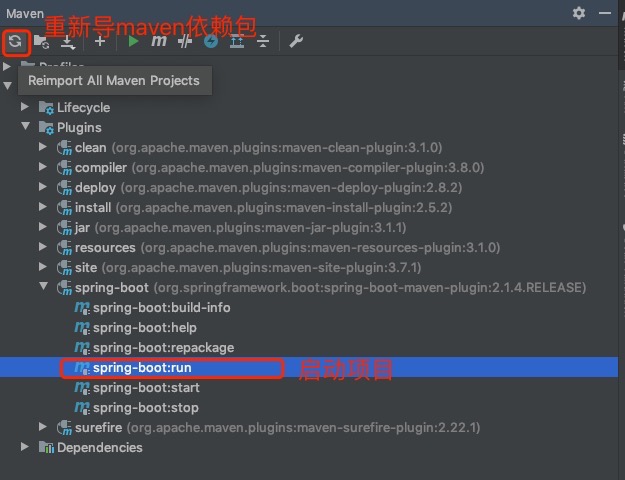 Maven
重新导maven依赖包
Profiles
Reimport All Maven Projects
Lifecycle
Plugins
clean (org.apache.maven.plugins:maven-clean-plugin:3.1.0)
compiler (org.apache.maven.plugins:maven-compiler-plugin:3.8.0)
deploy (org.apache.maven.plugins:maven-deploy-plugin:2.8.2)
install (org.apache.maven.plugins:maven-install-plugin:2.5.2)
jar (org.apache.maven.plugins:maven-jar-plugin:3.1.1)
resources (org.apache.maven.plugins:maven-resources-plugin:3.1.0)
site (org.apache.maven.plugins:maven-site-plugin:3.7.1)
spring-boot (org.springframework.boot:spring-boot-maven-plugin:2.1.4.RELEASE)
spring-boot:build-info
spring-boot:help
spring-boot:repackage
spring-boot:run 启动项目
spring-boot:start
spring-boot:stop
surefire (org.apache.maven.plugins:maven-surefire-plugin:2.22.1)
Dependencies